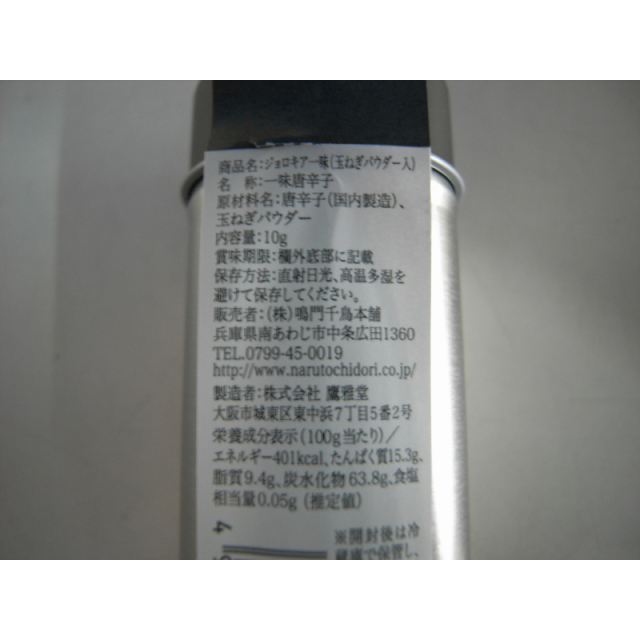 商品名:ジョロキア一味(玉ねぎパウダー入)
名　称:一味唐辛子
原材料名:唐辛子(国内製造)、
玉ねぎパウダー
内容量:10g
賞味期限:欄外底部に記載
保存方法:直射日光、高温多湿を
避けて保存してください。
販売者:(株)鳴門千鳥本舗
兵庫県南あわじ市中条広田1360
TEL.0799-45-0019
http://www.narutochidori.co.jp/
製造者:株式会社 鷹雅堂
大阪市城東区東中浜7丁目5番2号
栄養成分表示(100g当たり)/
エネルギー401kcal、たんぱく質15.3g、
脂質9.4g、炭水化物63.8g、食塩
相当量0.05g (推定値)
※開封後は冷
蔵庫で保管し、
4